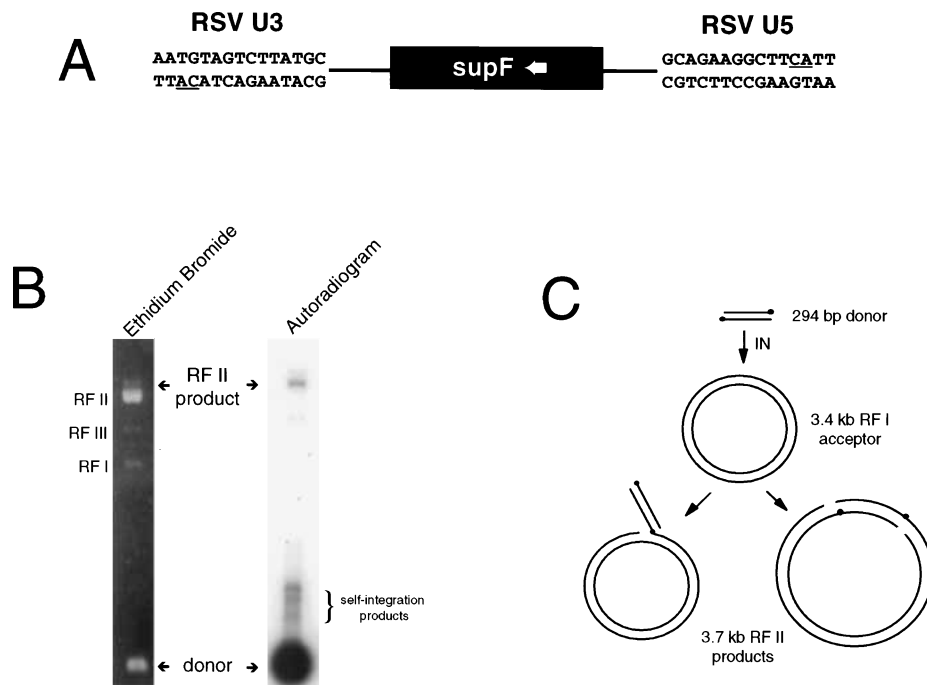 A
RSV U3
AATGTAGTCTTATGC
TTACATCAGAATACG
supF
RSV U5
GCAGAAGGCTTCATT
CGTCTTCCGAAGTAA
B
Ethidium Bromide
Autoradiogram
RF II
product
RF II
RF III
RF I
self-integration
products
donor
C
294 bp donor
IN
3.4 kb RF I
acceptor
3.7 kb RF II
products